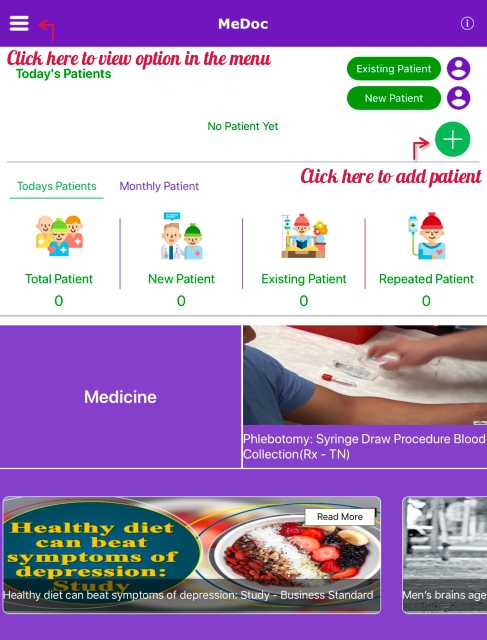 MeDoc
Click here to view option in the menu
Today's Patients
Existing Patient
New Patient
No Patient Yet
Click here to add patient
Todays Patients
Monthly Patient
Total Patient
New Patient
Existing Patient
Repeated Patient
0
0
0
0
Medicine
Phlebotomy: Syringe Draw Procedure Blood
Collection(Rx - TN)
Read More
Healthy diet
can beat
symptoms of
depression:
Study
Healthy diet can beat symptoms of depression: Study - Business Standard
Men's brains age